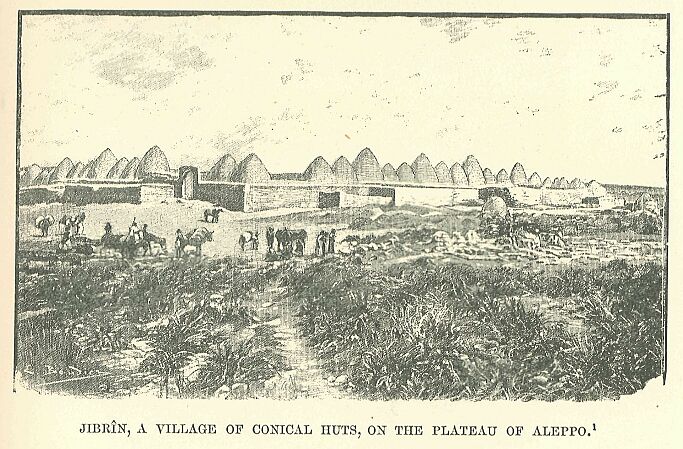 JIBRÎN, A VILLAGE OF CONICAL HUTS, ON THE PLATEAU OF ALEPPO.¹